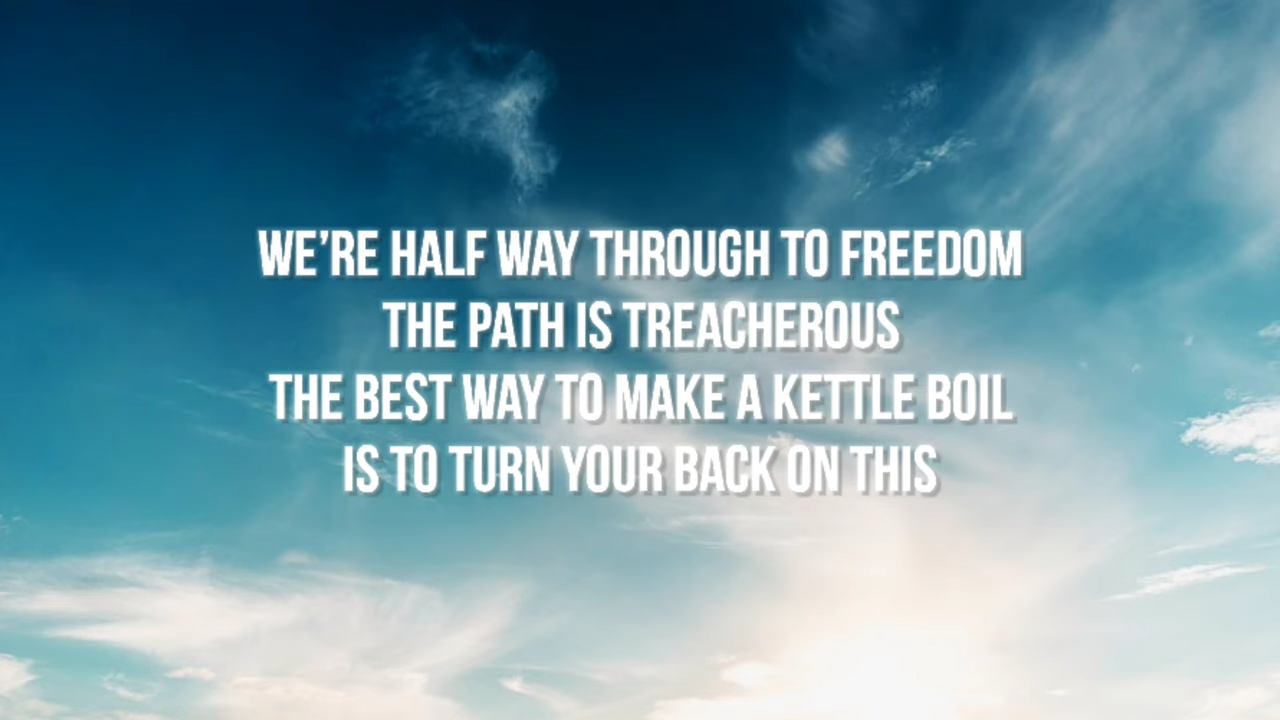 WE’RE HALF WAY THROUGH TO FREEDOM
THE PATH IS TREACHEROUS
THE BEST WAY TO MAKE A KETTLE BOIL
IS TO TURN YOUR BACK ON THIS